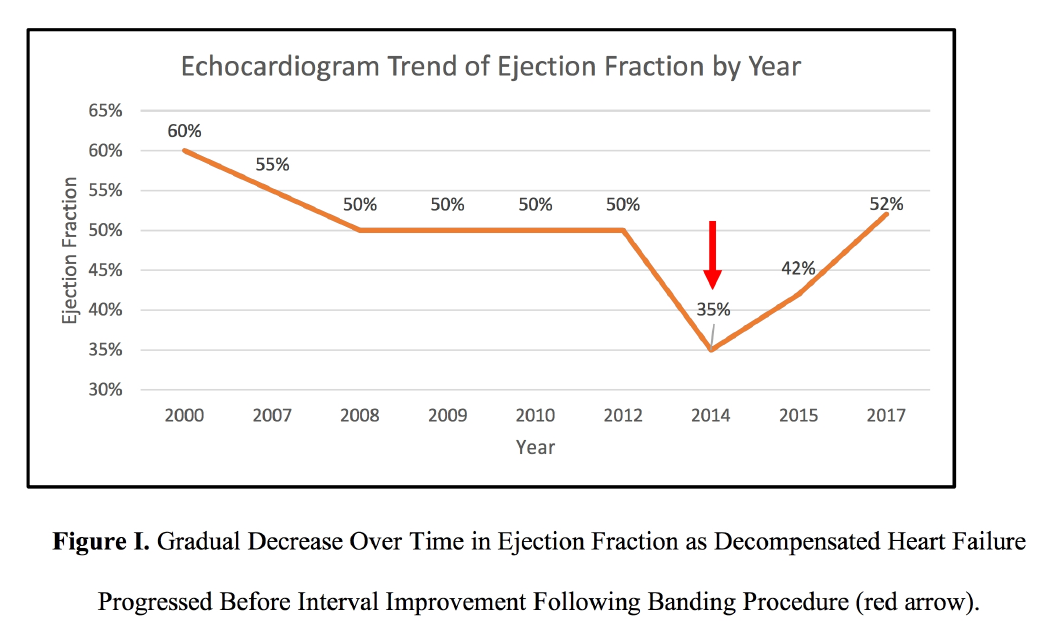 Echocardiogram Trend of Ejection Fraction by Year
65%
60%
55%
50%
45%
40%
35%
30%
Ejection Fraction
60%
55%
50%
50%
50%
50%
35%
42%
52%
2000 2007 2008 2009 2010 2012 2014 2015 2017
Year
Figure I. Gradual Decrease Over Time in Ejection Fraction as Decompensated Heart Failure
Progressed Before Interval Improvement Following Banding Procedure (red arrow).